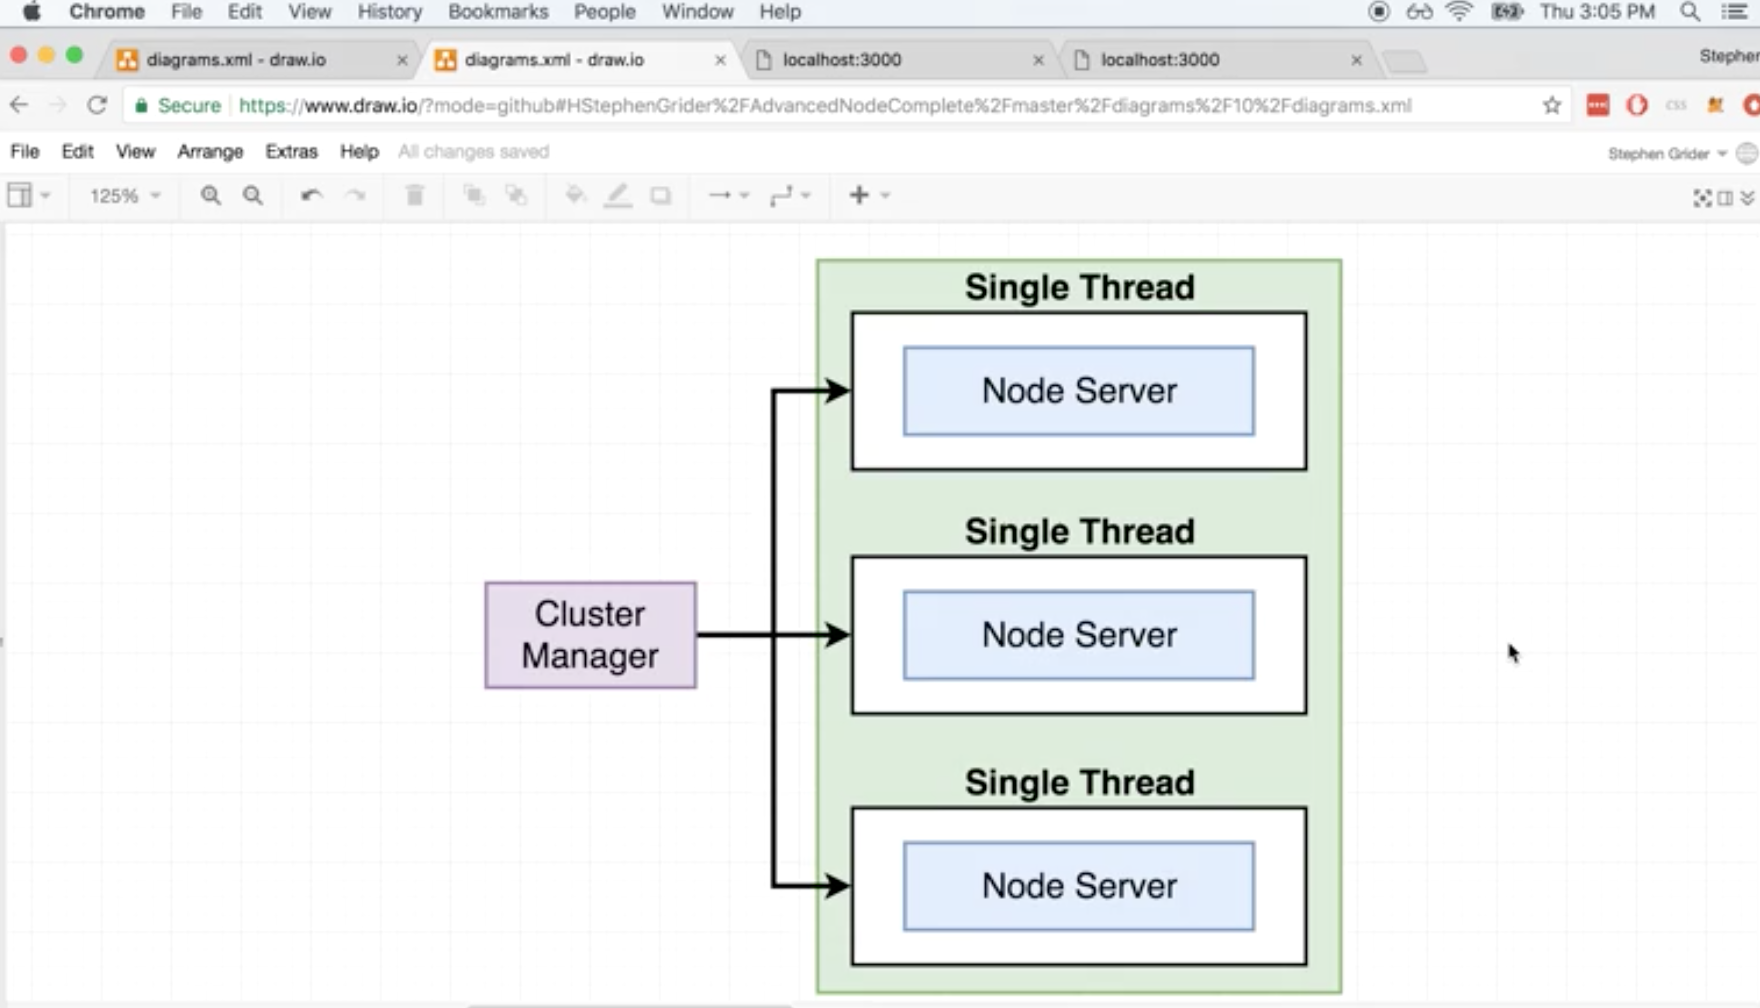 Chrome File Edit View History Bookmarks People Window Help Thu 3:05 PM
diagrams.xml - draw.io diagrams.xml - draw.io localhost:3000 localhost:3000 Stephen
Secure https://www.draw.io/?mode=github#HStephenGrider%2FAdvancedNodeComplete%2Fmaster%2Fdiagrams%2F10%2Fdiagrams.xml CSS
File Edit View Arrange Extras Help All changes saved Stephen Grider
125%
Single Thread
Node Server
Single Thread
Cluster
Manager
Node Server
Single Thread
Node Server